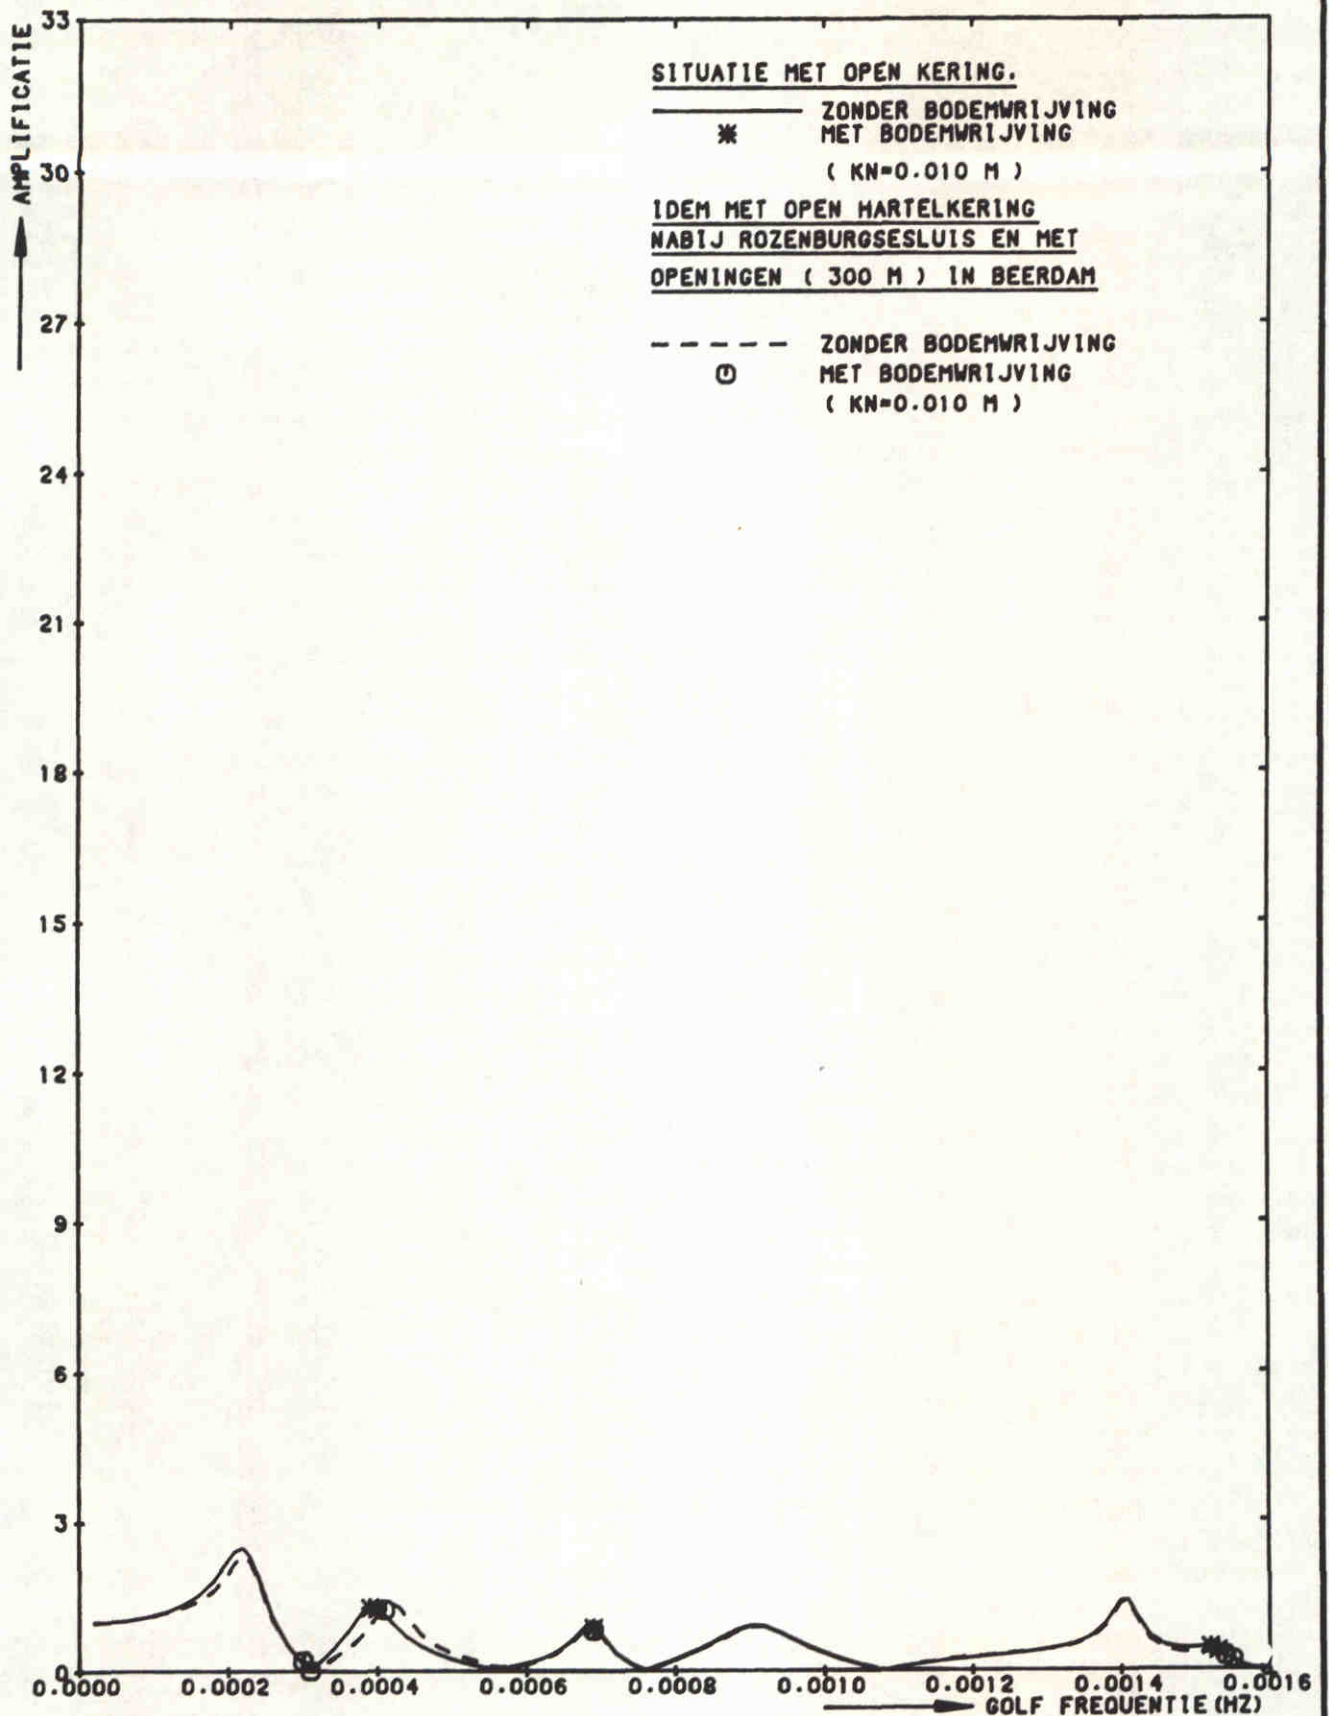 33
AMPLIFICATIE
30
27
24
21
18
15
12
9
6
3
0
SITUATIE MET OPEN KERING.
ZONDER BODEMWRIJVING
MET BODEMWRIJVING
( KN=0.010 M )
IDEM MET OPEN HARTELKERING
NABIJ ROZENBURGSESLUIS EN MET
OPENINGEN ( 300 M ) IN BEERDAM
ZONDER BODEMWRIJVING
MET BODEMWRIJVING
( KN=0.010 M )
0.0000 0.0002 0.0004 0.0006 0.0008 0.0010 0.0012 0.0014 0.0016
GOLF FREQUENTIE(HZ)